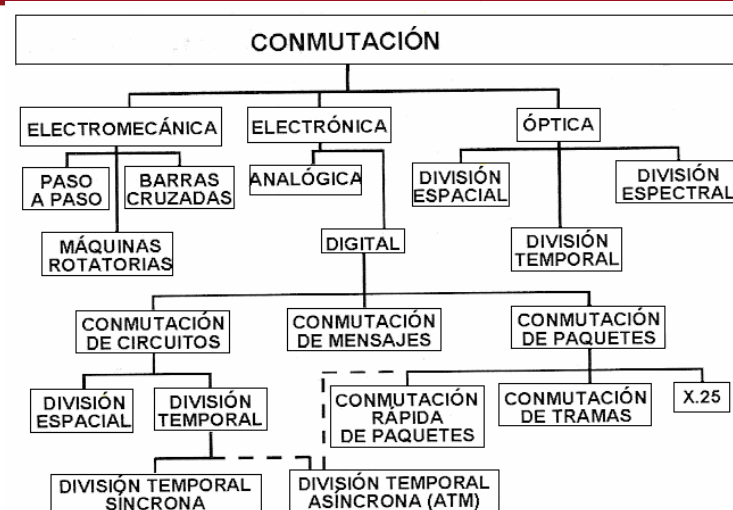 CONMUTACIÓN
ELECTROMECÁNICA
ELECTRÓNICA
ÓPTICA
PASO
A PASO
BARRAS
CRUZADAS
ANALÓGICA
DIVISIÓN
ESPACIAL
DIVISIÓN
ESPECTRAL
MÁQUINAS
ROTATORIAS
DIGITAL
DIVISIÓN
TEMPORAL
CONMUTACIÓN
DE CIRCUITOS
CONMUTACIÓN
DE MENSAJES
CONMUTACIÓN
DE PAQUETES
DIVISIÓN
ESPACIAL
DIVISIÓN
TEMPORAL
CONMUTACIÓN
RÁPIDA
DE PAQUETES
CONMUTACIÓN
DE TRAMAS
X.25
DIVISIÓN TEMPORAL
SÍNCRONA
DIVISIÓN TEMPORAL
ASÍNCRONA (ATM)